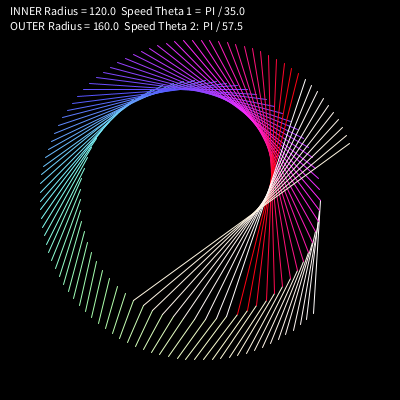 INNER Radius = 120.0  Speed Theta 1 =  PI / 35.0
OUTER Radius = 160.0  Speed Theta 2:  PI / 57.5